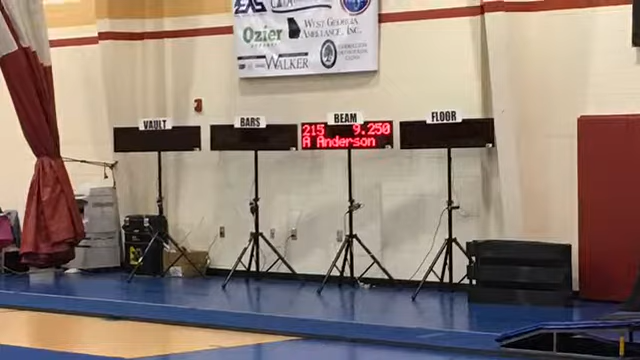 Ozier
WEST GEORGIA
AMBULANCE, INC.
WALKER
VAULT
BARS
BEAM
FLOOR
215 9.250
A Anderson